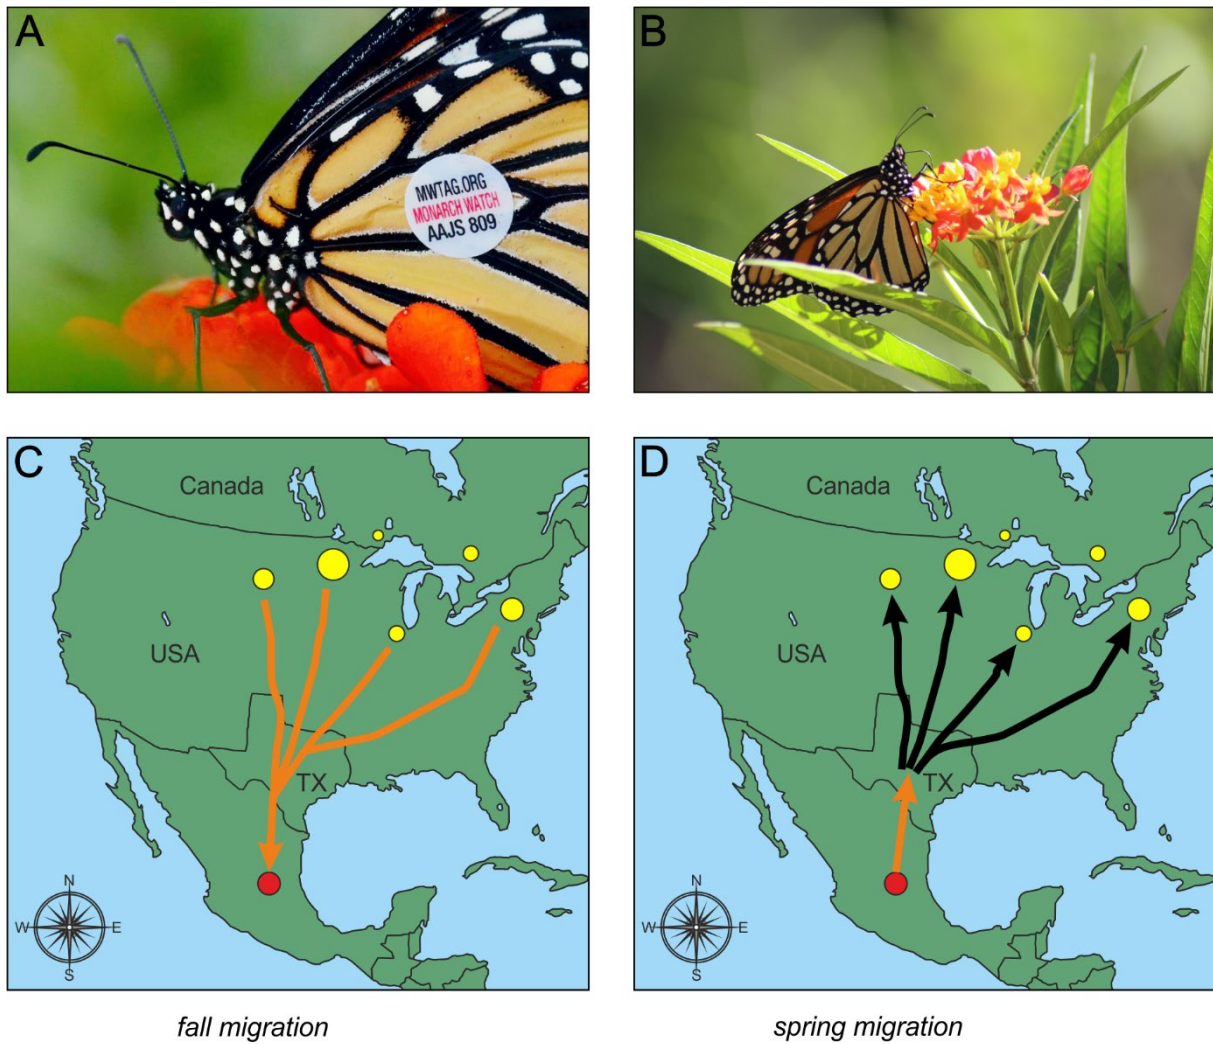 A
MWTAG.ORG
MONARCH WATCH
AAJS 809
B
C
Canada
USA
TX
N
W E
S
D
Canada
USA
TX
N
W E
S
fall migration
spring migration